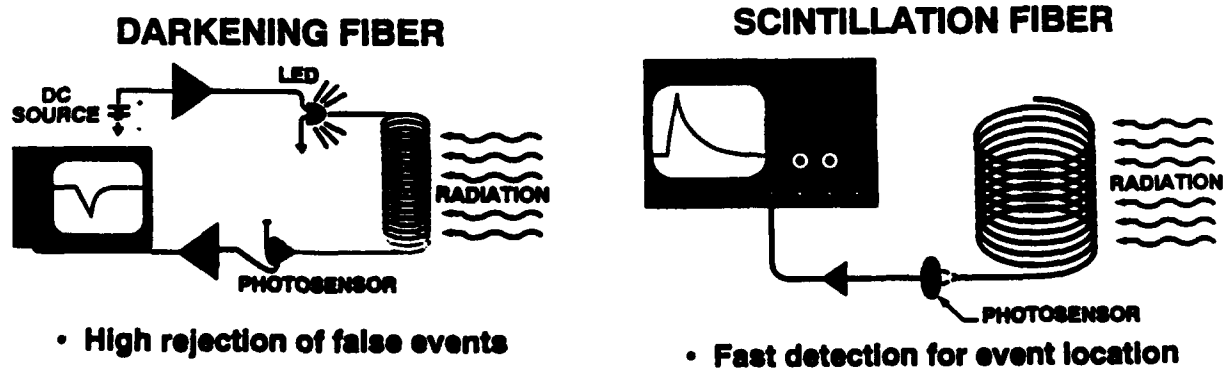 DARKENING FIBER
LED
DC
SOURCE
RADIATION
PHOTOSENSOR
• High rejection of false events
SCINTILLATION FIBER
RADIATION
PHOTOSENSOR
• Fast detection for event location